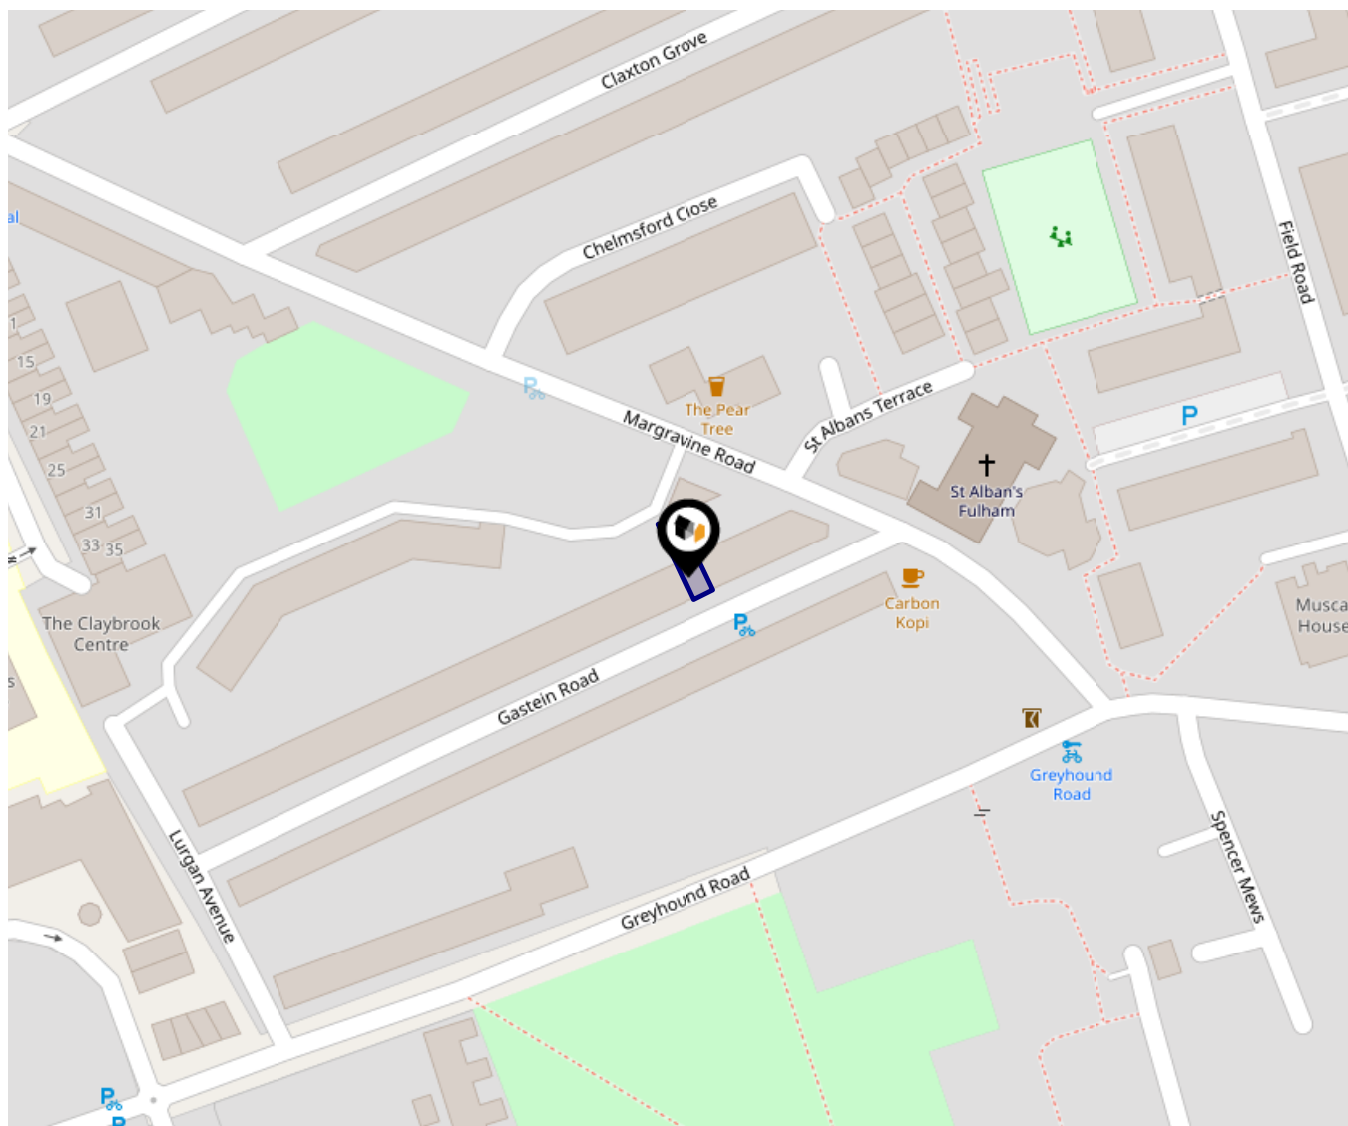 Claxton Grove
al
Chelmsford Close
Field Road
1
15
19
21
25
31
33
35
The Pear
Tree
Margravine Road
St Albans Terrace
P
St Alban's
Fulham
The Claybrook
Centre
Carbon
Kopi
Musca
House
s
P
Gastein Road
Greyhound
Road
Lurgan Avenue
Spencer Mews
Greyhound Road
P
P
P